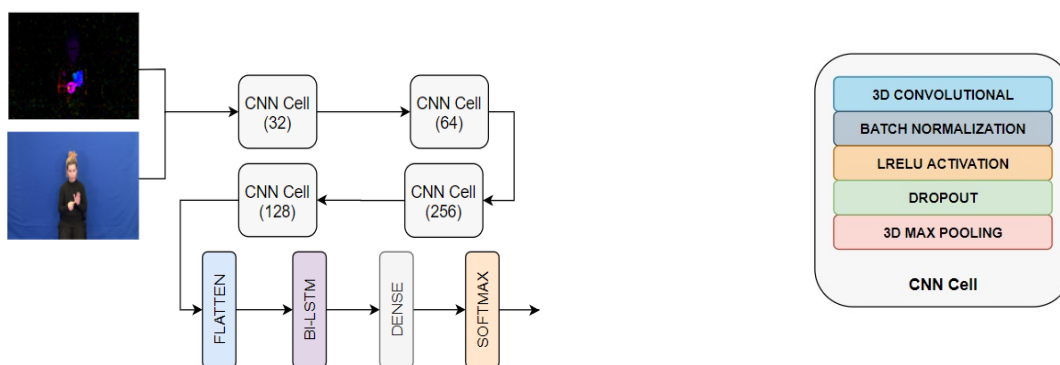 CNN Cell
(32)
CNN Cell
(64)
CNN Cell
(128)
CNN Cell
(256)
FLATTEN
BI-LSTM
DENSE
SOFTMAX
3D CONVOLUTIONAL
BATCH NORMALIZATION
LRELU ACTIVATION
DROPOUT
3D MAX POOLING
CNN Cell